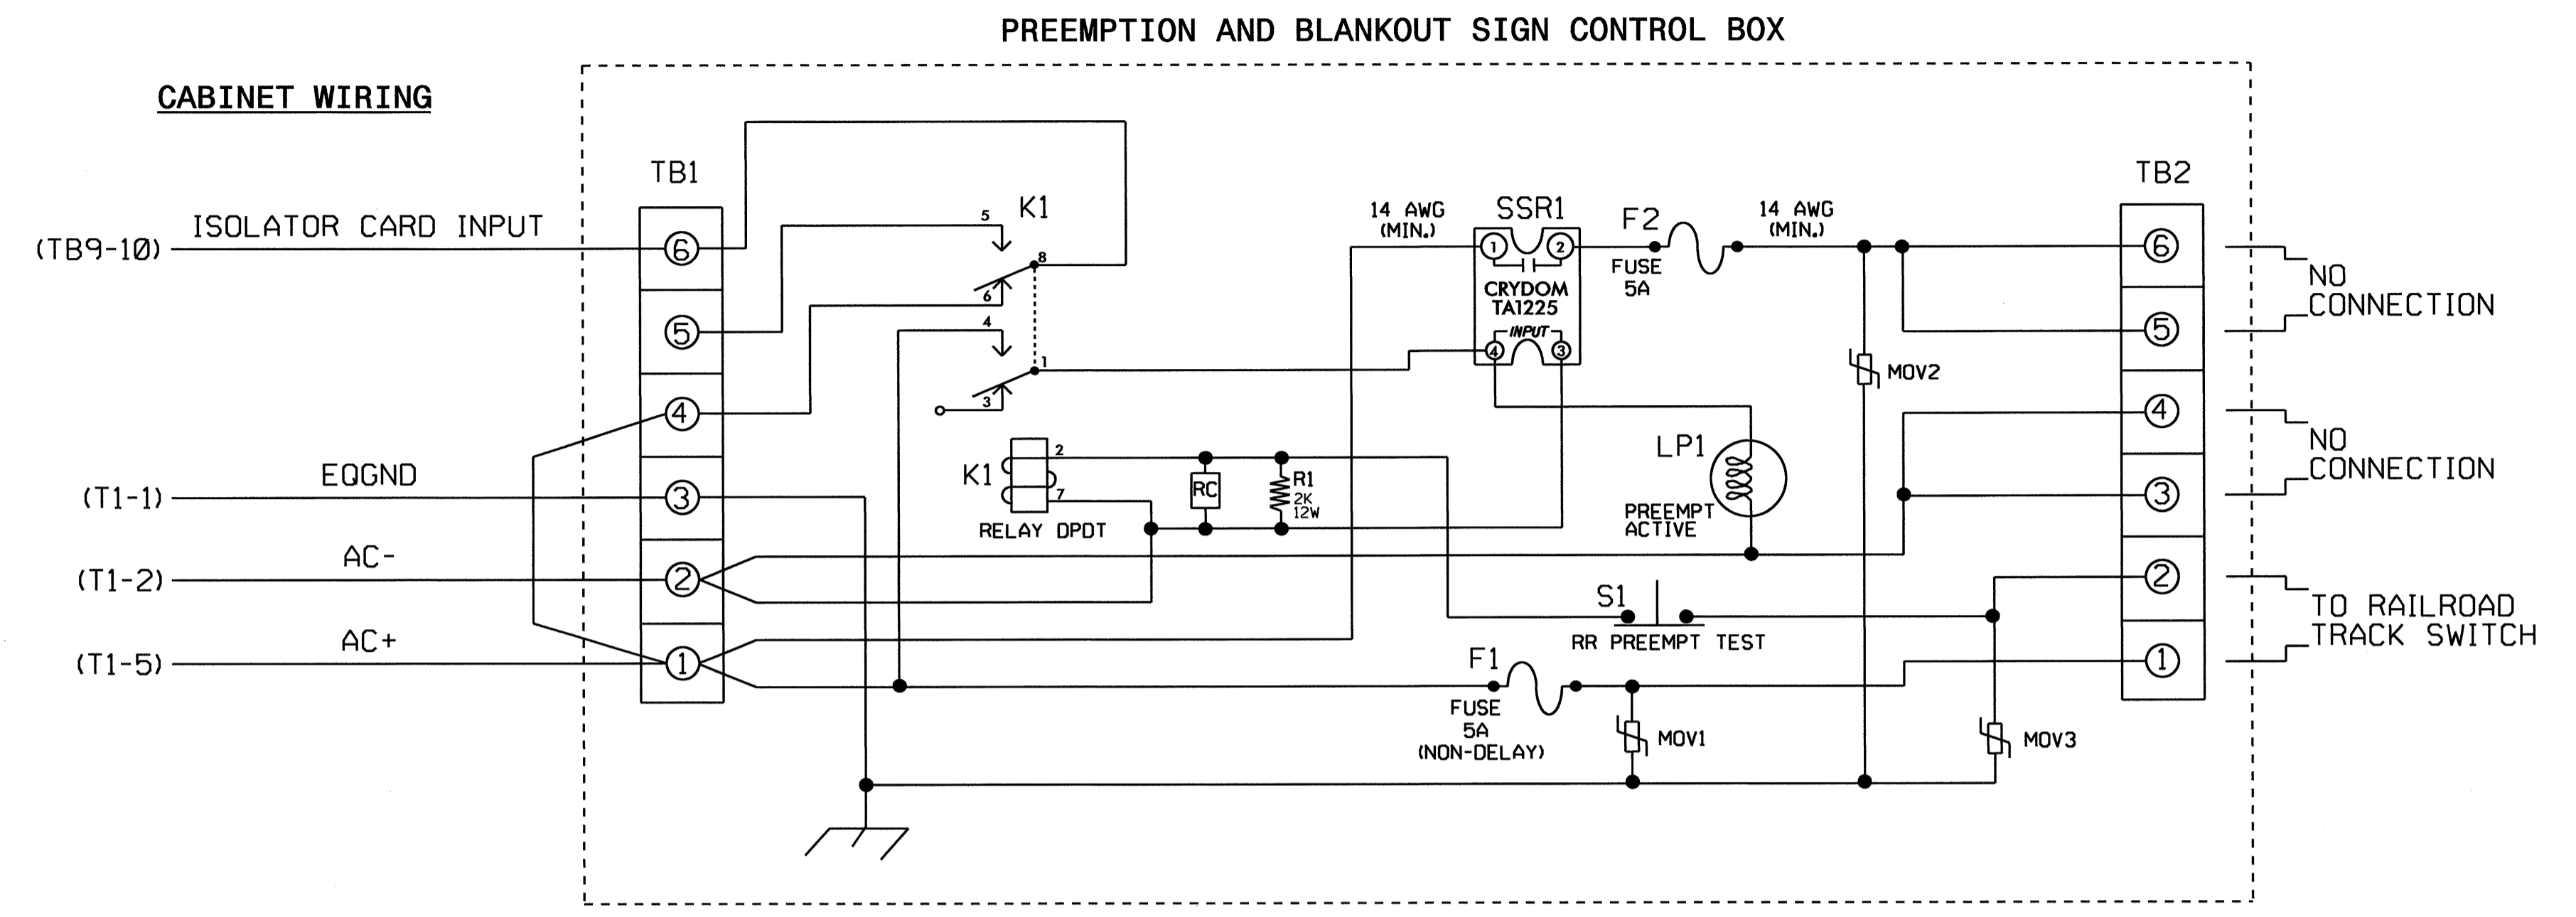 PREEMPTION AND BLANKOUT SIGN CONTROL BOX
CABINET WIRING
TB1
TB2
(TB9-10)
ISOLATOR CARD INPUT
6
5
4
3
2
1
(T1-1)
EQGND
(T1-2)
AC-
(T1-5)
AC+
K1
5
8
6
4
1
3
K1
2
7
RELAY DPDT
RC
R1
2K
12W
14 AWG
(MIN.)
SSR1
1
2
CRYDOM
TA1225
INPUT
4
3
F2
FUSE
5A
14 AWG
(MIN.)
MOV2
LP1
PREEMPT
ACTIVE
S1
RR PREEMPT TEST
F1
FUSE
5A
(NON-DELAY)
MOV1
MOV3
6
5
4
3
2
1
NO
CONNECTION
NO
CONNECTION
TO RAILROAD
TRACK SWITCH